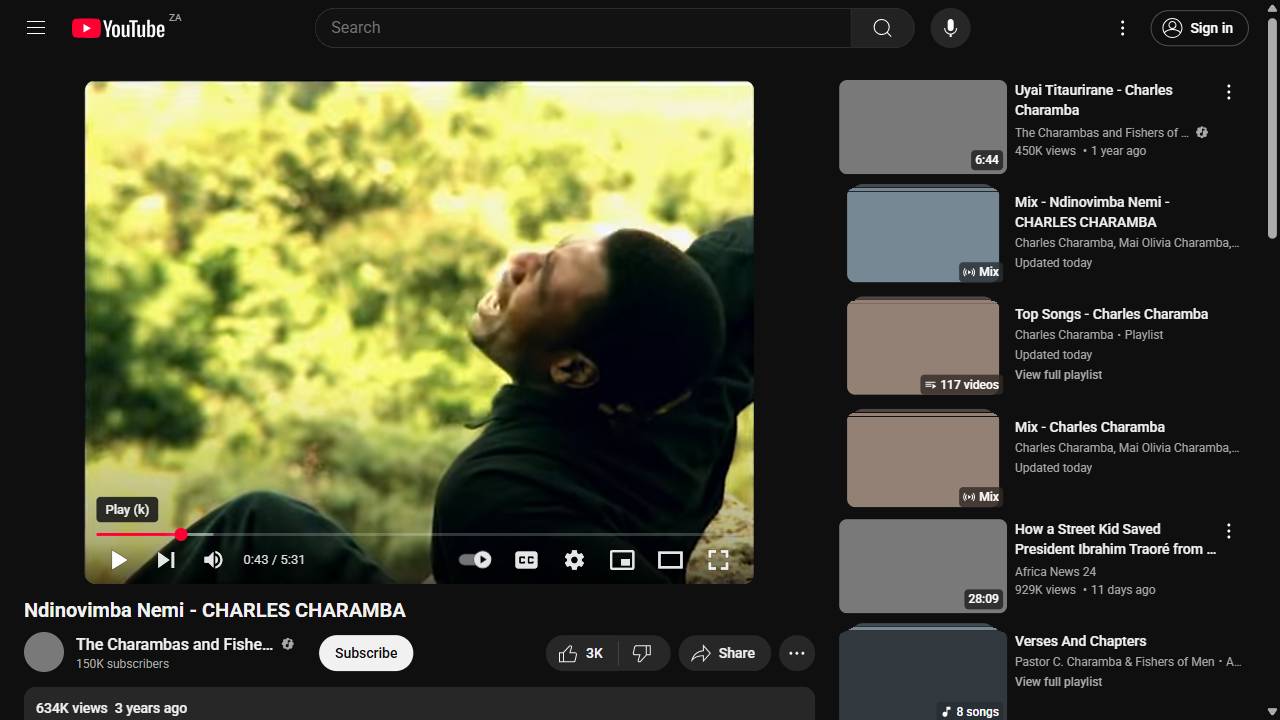 YouTube ZA
Search
Sign in
Play (k)
0:43 / 5:31
CC
Ndinovimba Nemi - CHARLES CHARAMBA
The Charambas and Fishe...
150K subscribers
Subscribe
3K
Share
634K views 3 years ago
Uyai Titaurirane - Charles
Charamba
The Charambas and Fishers of ...
450K views • 1 year ago
6:44
Mix - Ndinovimba Nemi -
CHARLES CHARAMBA
Charles Charamba, Mai Olivia Charamba,...
Updated today
Mix
Top Songs - Charles Charamba
Charles Charamba • Playlist
Updated today
View full playlist
117 videos
Mix - Charles Charamba
Charles Charamba, Mai Olivia Charamba,...
Updated today
Mix
How a Street Kid Saved
President Ibrahim Traoré from ...
Africa News 24
929K views • 11 days ago
28:09
Verses And Chapters
Pastor C. Charamba & Fishers of Men • A...
View full playlist
8 songs